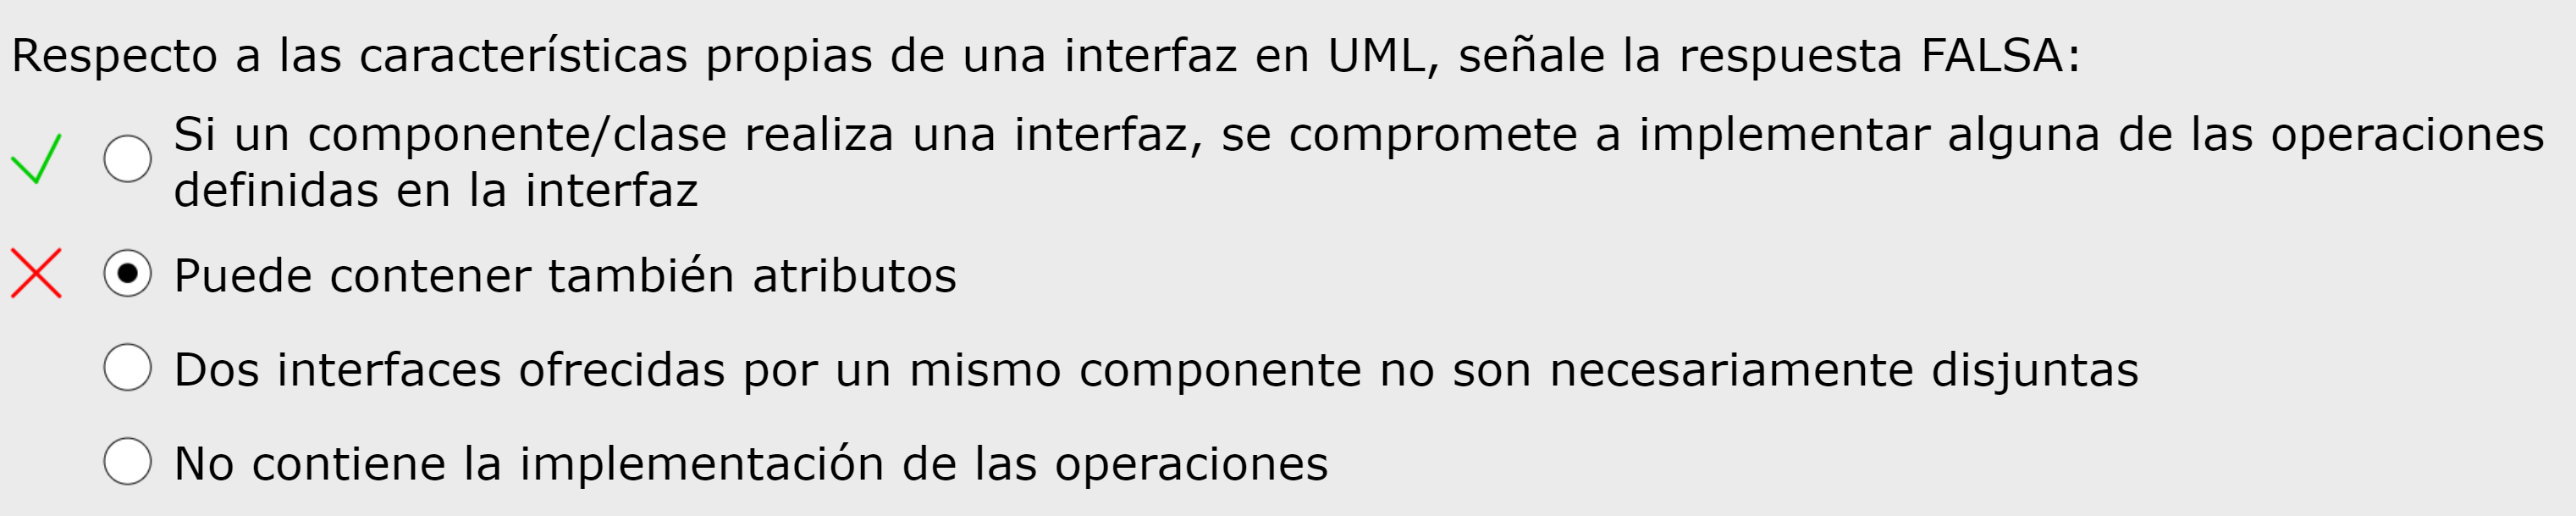 Respecto a las características propias de una interfaz en UML, señale la respuesta FALSA:
Si un componente/clase realiza una interfaz, se compromete a implementar alguna de las operaciones
definidas en la interfaz
Puede contener también atributos
Dos interfaces ofrecidas por un mismo componente no son necesariamente disjuntas
No contiene la implementación de las operaciones